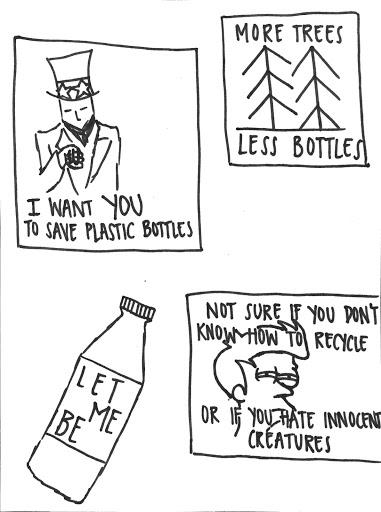 MORE TREES
LESS BOTTLES
I WANT YOU
TO SAVE PLASTIC BOTTLES
LET
ME
BE
NOT SURE IF YOU DON'T
KNOW HOW TO RECYCLE
OR IF YOU HATE INNOCENT
CREATURES